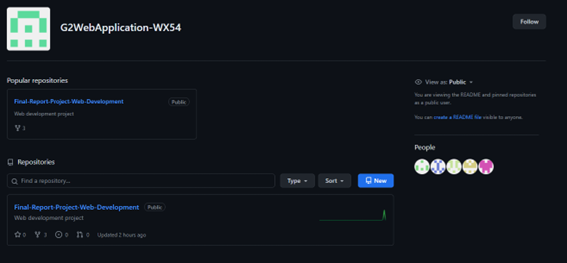 G2WebApplication-WX54
Follow
Popular repositories
Final-Report-Project-Web-Development Public
Web development project
3
View as: Public
You are viewing the README and pinned repositories
as a public user.
You can create a README file visible to anyone.
People
Repositories
Find a repository...
Type
Sort
New
Final-Report-Project-Web-Development Public
Web development project
0 3 0 0 Updated 2 hours ago